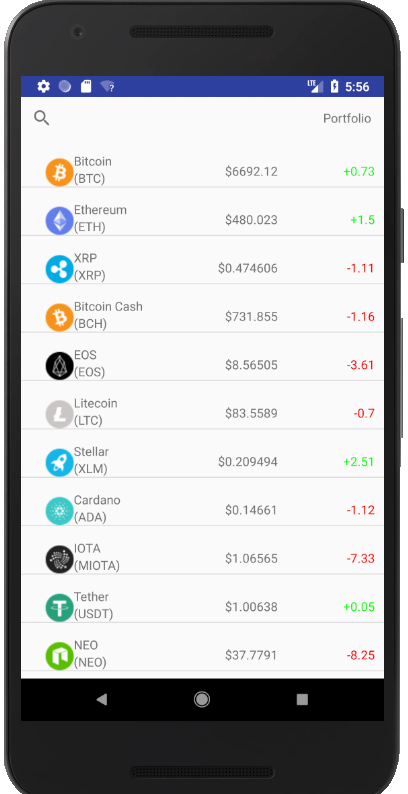 LTE 5:56
Portfolio
Bitcoin
(BTC) $6692.12 +0.73
Ethereum
(ETH) $480.023 +1.5
XRP
(XRP) $0.474606 -1.11
Bitcoin Cash
(BCH) $731.855 -1.16
EOS
(EOS) $8.56505 -3.61
Litecoin
(LTC) $83.5589 -0.7
Stellar
(XLM) $0.209494 +2.51
Cardano
(ADA) $0.14661 -1.12
IOTA
(MIOTA) $1.06565 -7.33
Tether
(USDT) $1.00638 +0.05
NEO
(NEO) $37.7791 -8.25